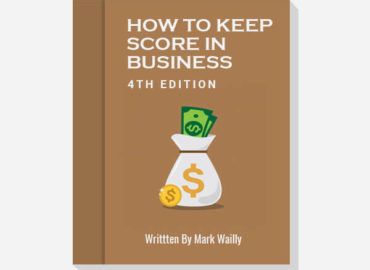 HOW TO KEEP
SCORE IN
BUSINESS
4TH EDITION
$
$
$
Writtten By Mark Wailly